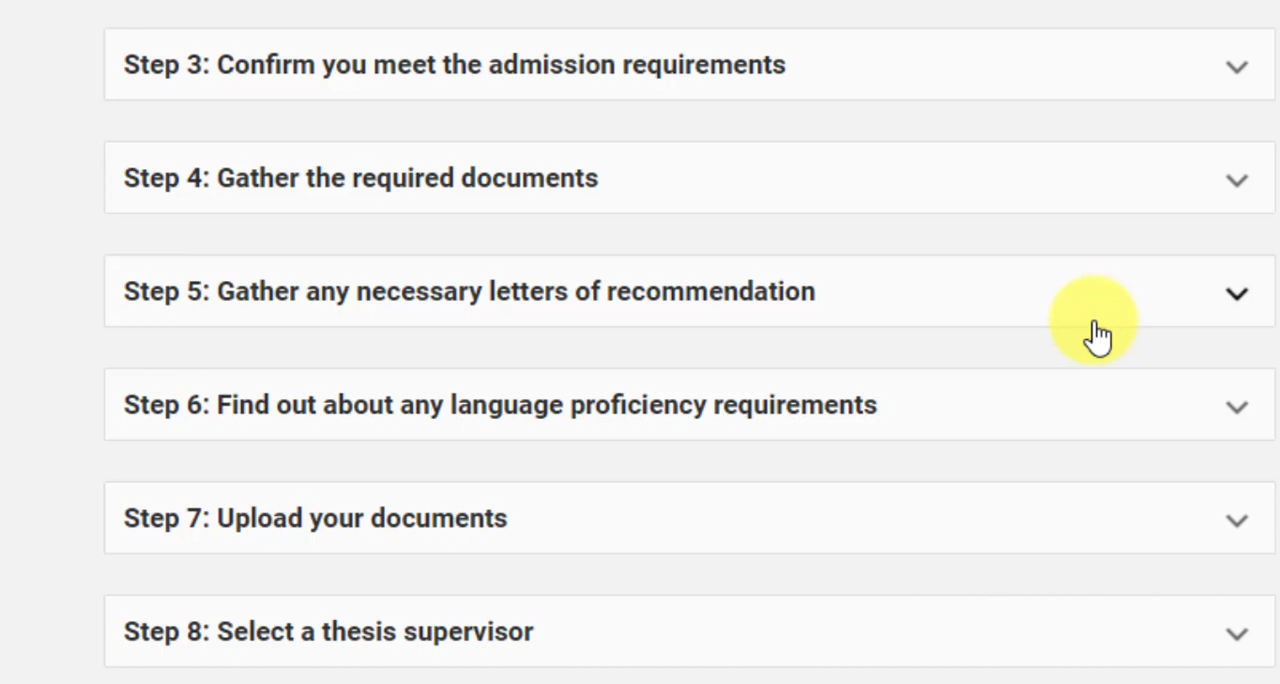 Step 3: Confirm you meet the admission requirements
Step 4: Gather the required documents
Step 5: Gather any necessary letters of recommendation
Step 6: Find out about any language proficiency requirements
Step 7: Upload your documents
Step 8: Select a thesis supervisor